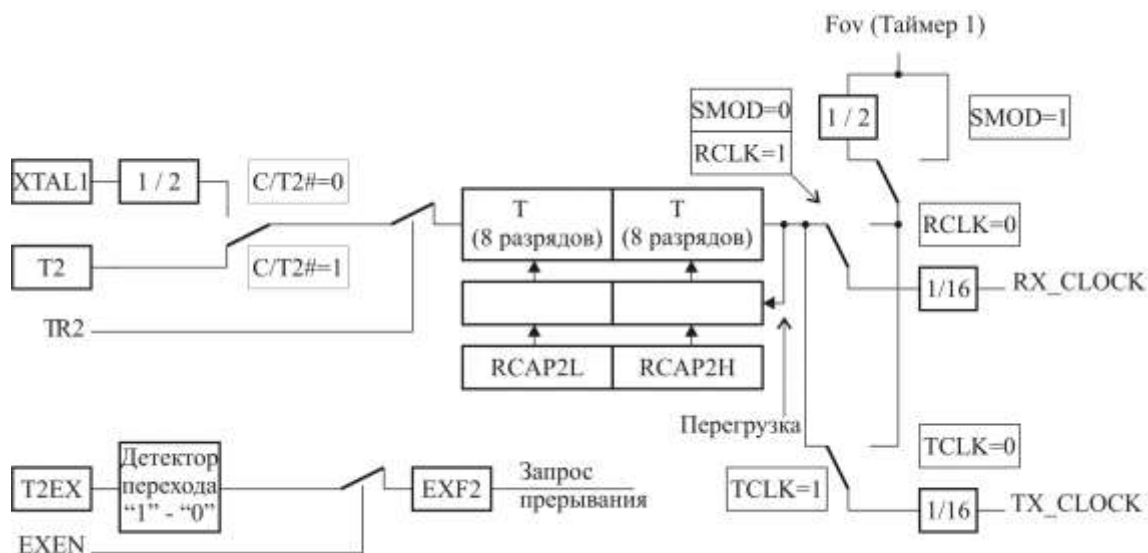 Fov (Таймер 1)
SMOD=0
1 / 2
SMOD=1
RCLK=1
XTAL1
1 / 2
C/T2#=0
T
(8 разрядов)
T
(8 разрядов)
RCLK=0
T2
C/T2#=1
1/16
RX_CLOCK
TR2
RCAP2L
RCAP2H
Перегрузка
TCLK=0
T2EX
Детектор
перехода
“1” - “0”
EXF2
Запрос
прерывания
TCLK=1
1/16
TX_CLOCK
EXEN